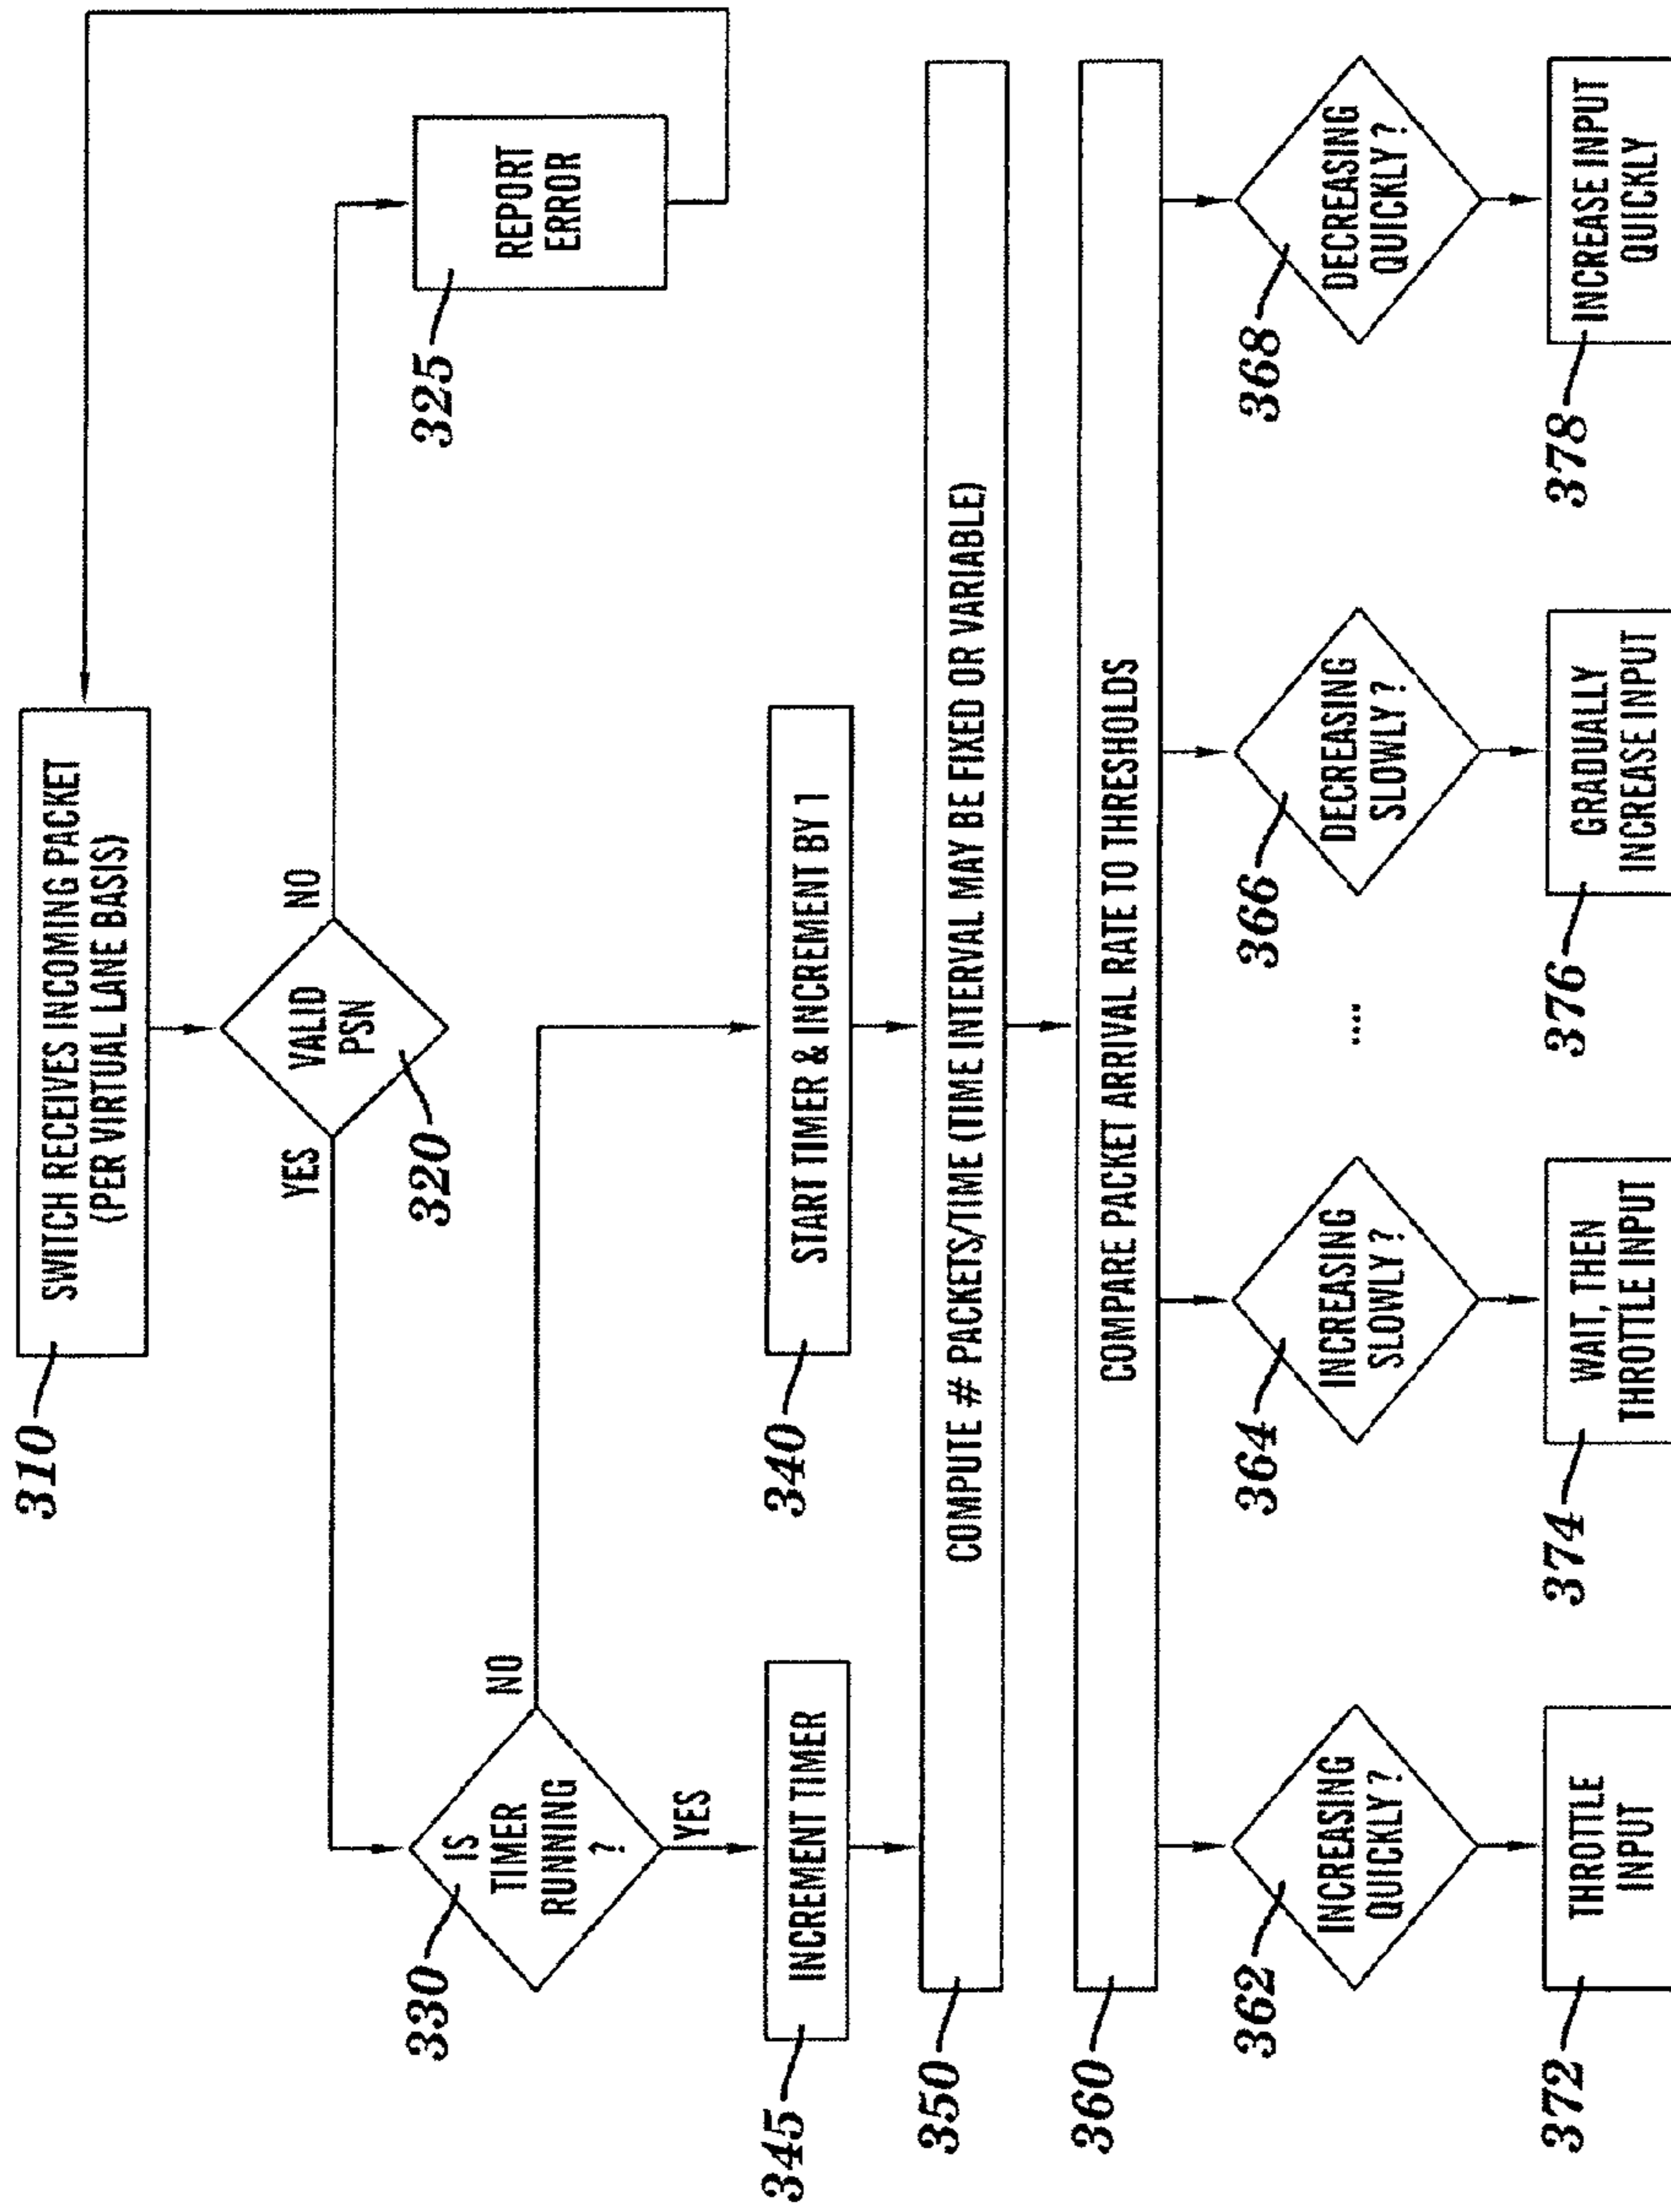 310
SWITCH RECEIVES INCOMING PACKET
(PER VIRTUAL LANE BASIS)
YES
VALID
PSN
NO
320
325
REPORT
ERROR
330
IS
TIMER
RUNNING
?
NO
YES
345
INCREMENT TIMER
340
START TIMER & INCREMENT BY 1
350
COMPUTE # PACKETS/TIME (TIME INTERVAL MAY BE FIXED OR VARIABLE)
360
COMPARE PACKET ARRIVAL RATE TO THRESHOLDS
362
INCREASING
QUICKLY ?
364
INCREASING
SLOWLY ?
....
366
DECREASING
SLOWLY ?
368
DECREASING
QUICKLY ?
372
THROTTLE
INPUT
374
WAIT, THEN
THROTTLE INPUT
376
GRADUALLY
INCREASE INPUT
378
INCREASE INPUT
QUICKLY